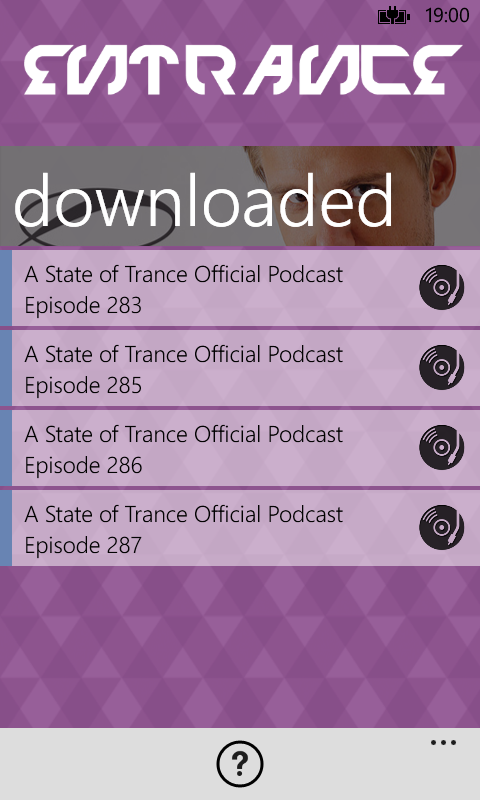 19:00
ENTRANCE
downloaded
A State of Trance Official Podcast
Episode 283
A State of Trance Official Podcast
Episode 285
A State of Trance Official Podcast
Episode 286
A State of Trance Official Podcast
Episode 287
?
...